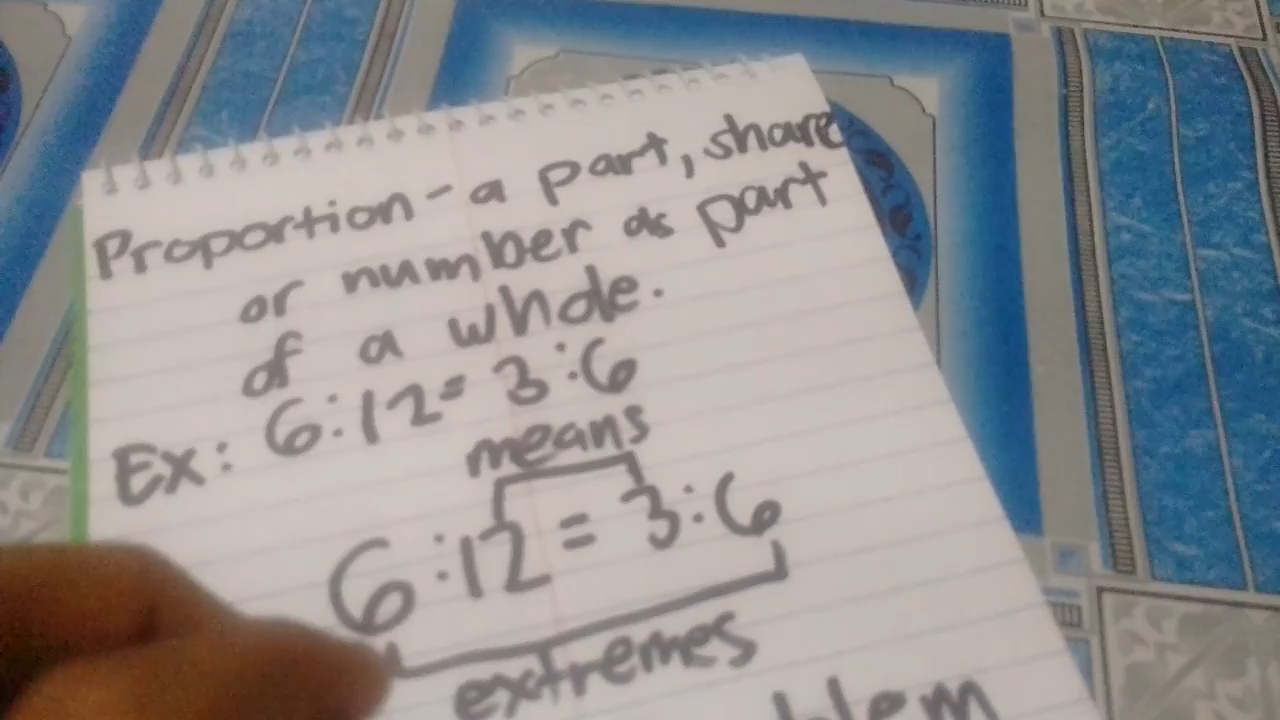 Proportion - a part, share
or number as part
of a whole.
Ex: 6:12 = 3:6
means
6:12 = 3:6
extremes